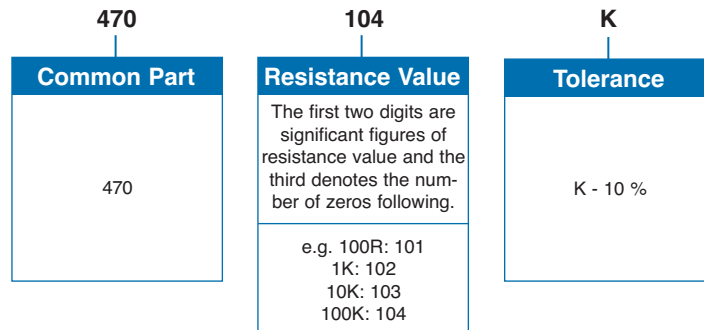 470
104
K
Common Part
470
Resistance Value
The first two digits are
significant figures of
resistance value and the
third denotes the num-
ber of zeros following.
e.g. 100R: 101
1K: 102
10K: 103
100K: 104
Tolerance
K - 10 %